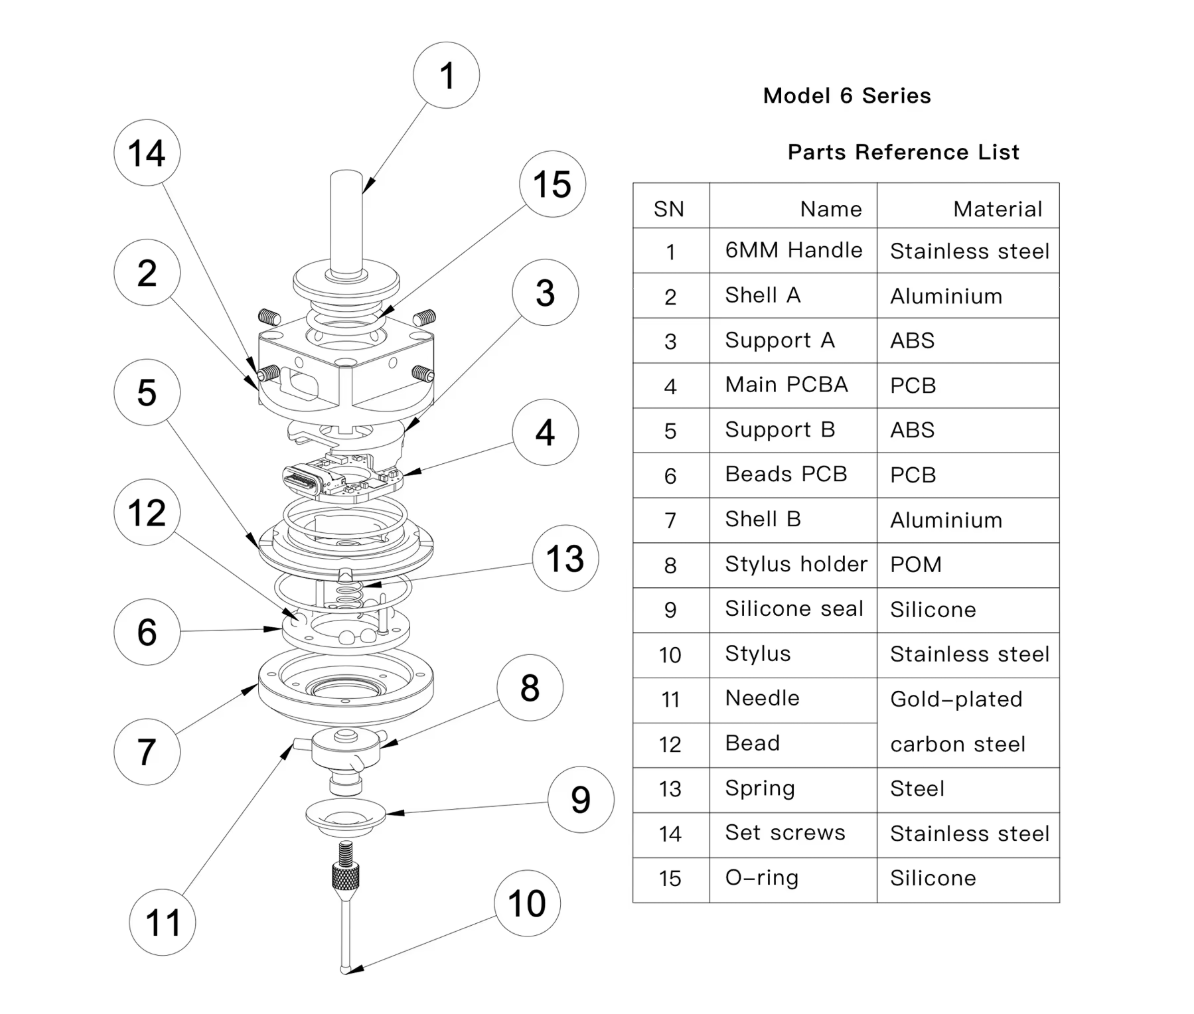 1
14
15
2
3
5
4
12
13
6
8
7
9
11
10
Model 6 Series
Parts Reference List
SN Name Material
1 6MM Handle Stainless steel
2 Shell A Aluminium
3 Support A ABS
4 Main PCBA PCB
5 Support B ABS
6 Beads PCB PCB
7 Shell B Aluminium
8 Stylus holder POM
9 Silicone seal Silicone
10 Stylus Stainless steel
11 Needle Gold–plated
12 Bead carbon steel
13 Spring Steel
14 Set screws Stainless steel
15 O–ring Silicone